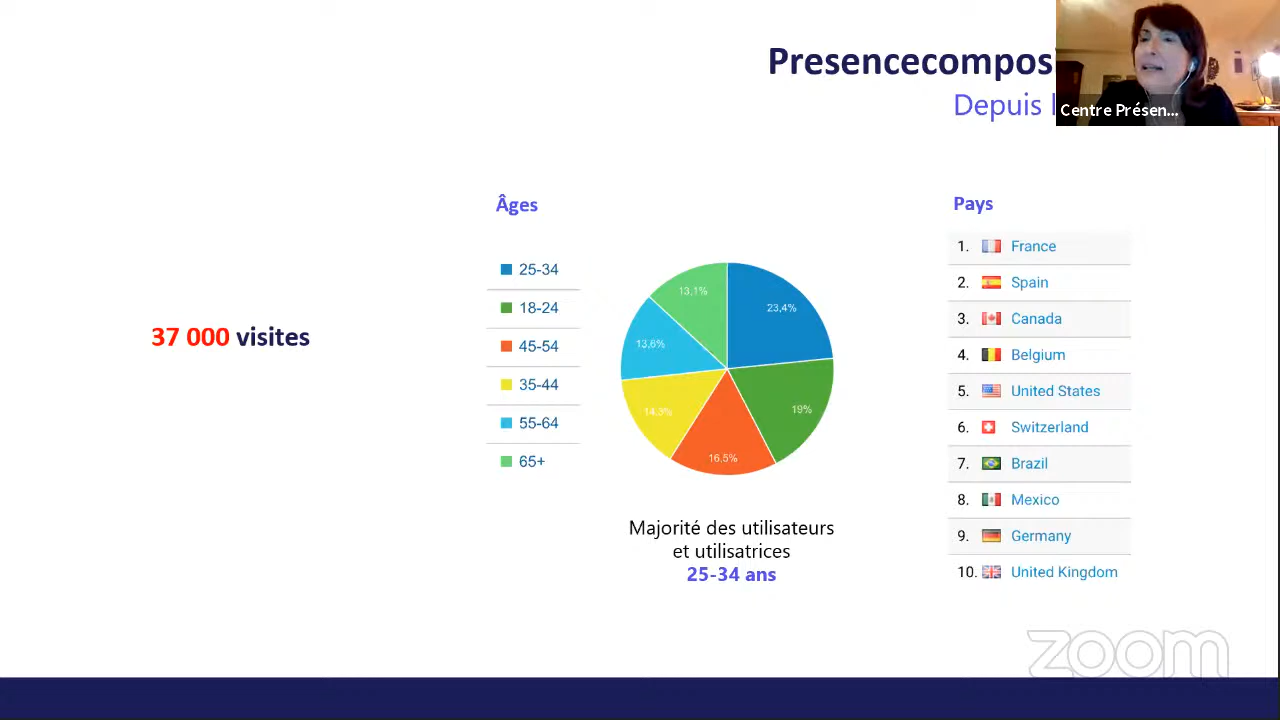 Presencecompos
Depuis
Centre Présen...
Âges
25-34
18-24
45-54
35-44
55-64
65+
37 000 visites
23,4%
19%
16,5%
14,3%
13,6%
13,1%
Majorité des utilisateurs
et utilisatrices
25-34 ans
Pays
1. France
2. Spain
3. Canada
4. Belgium
5. United States
6. Switzerland
7. Brazil
8. Mexico
9. Germany
10. United Kingdom
zoom